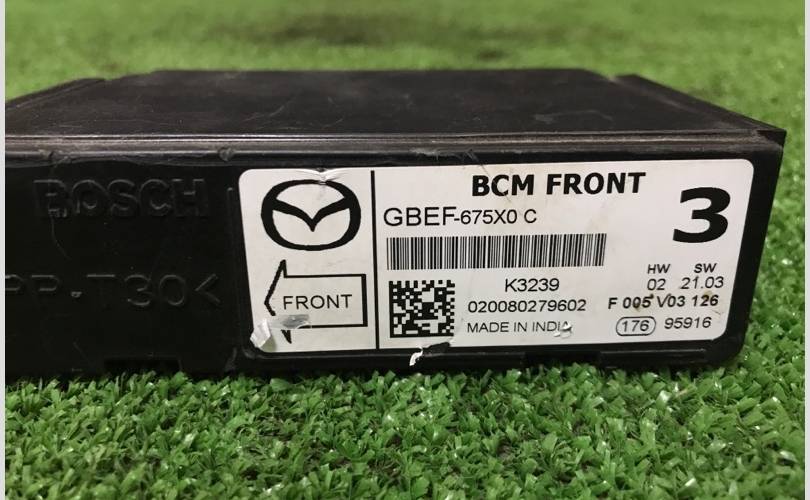 BOSCH
PP-T30<
BCM FRONT
GBEF-675X0 C
3
FRONT
K3239
020080279602
MADE IN INDIA
HW SW
02 21.03
F 005 V03 126
176 95916